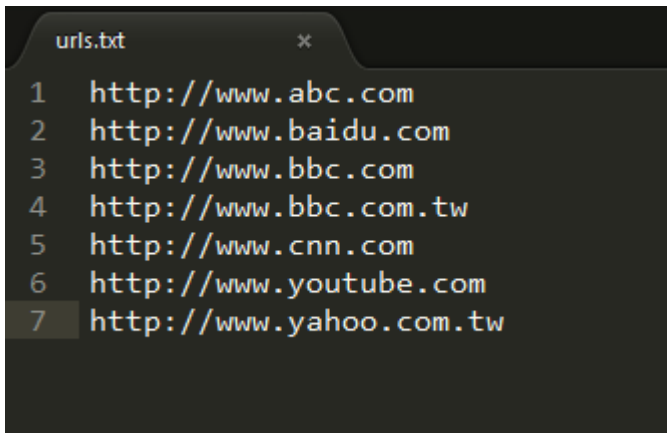 urls.txt ×
1 http://www.abc.com
2 http://www.baidu.com
3 http://www.bbc.com
4 http://www.bbc.com.tw
5 http://www.cnn.com
6 http://www.youtube.com
7 http://www.yahoo.com.tw